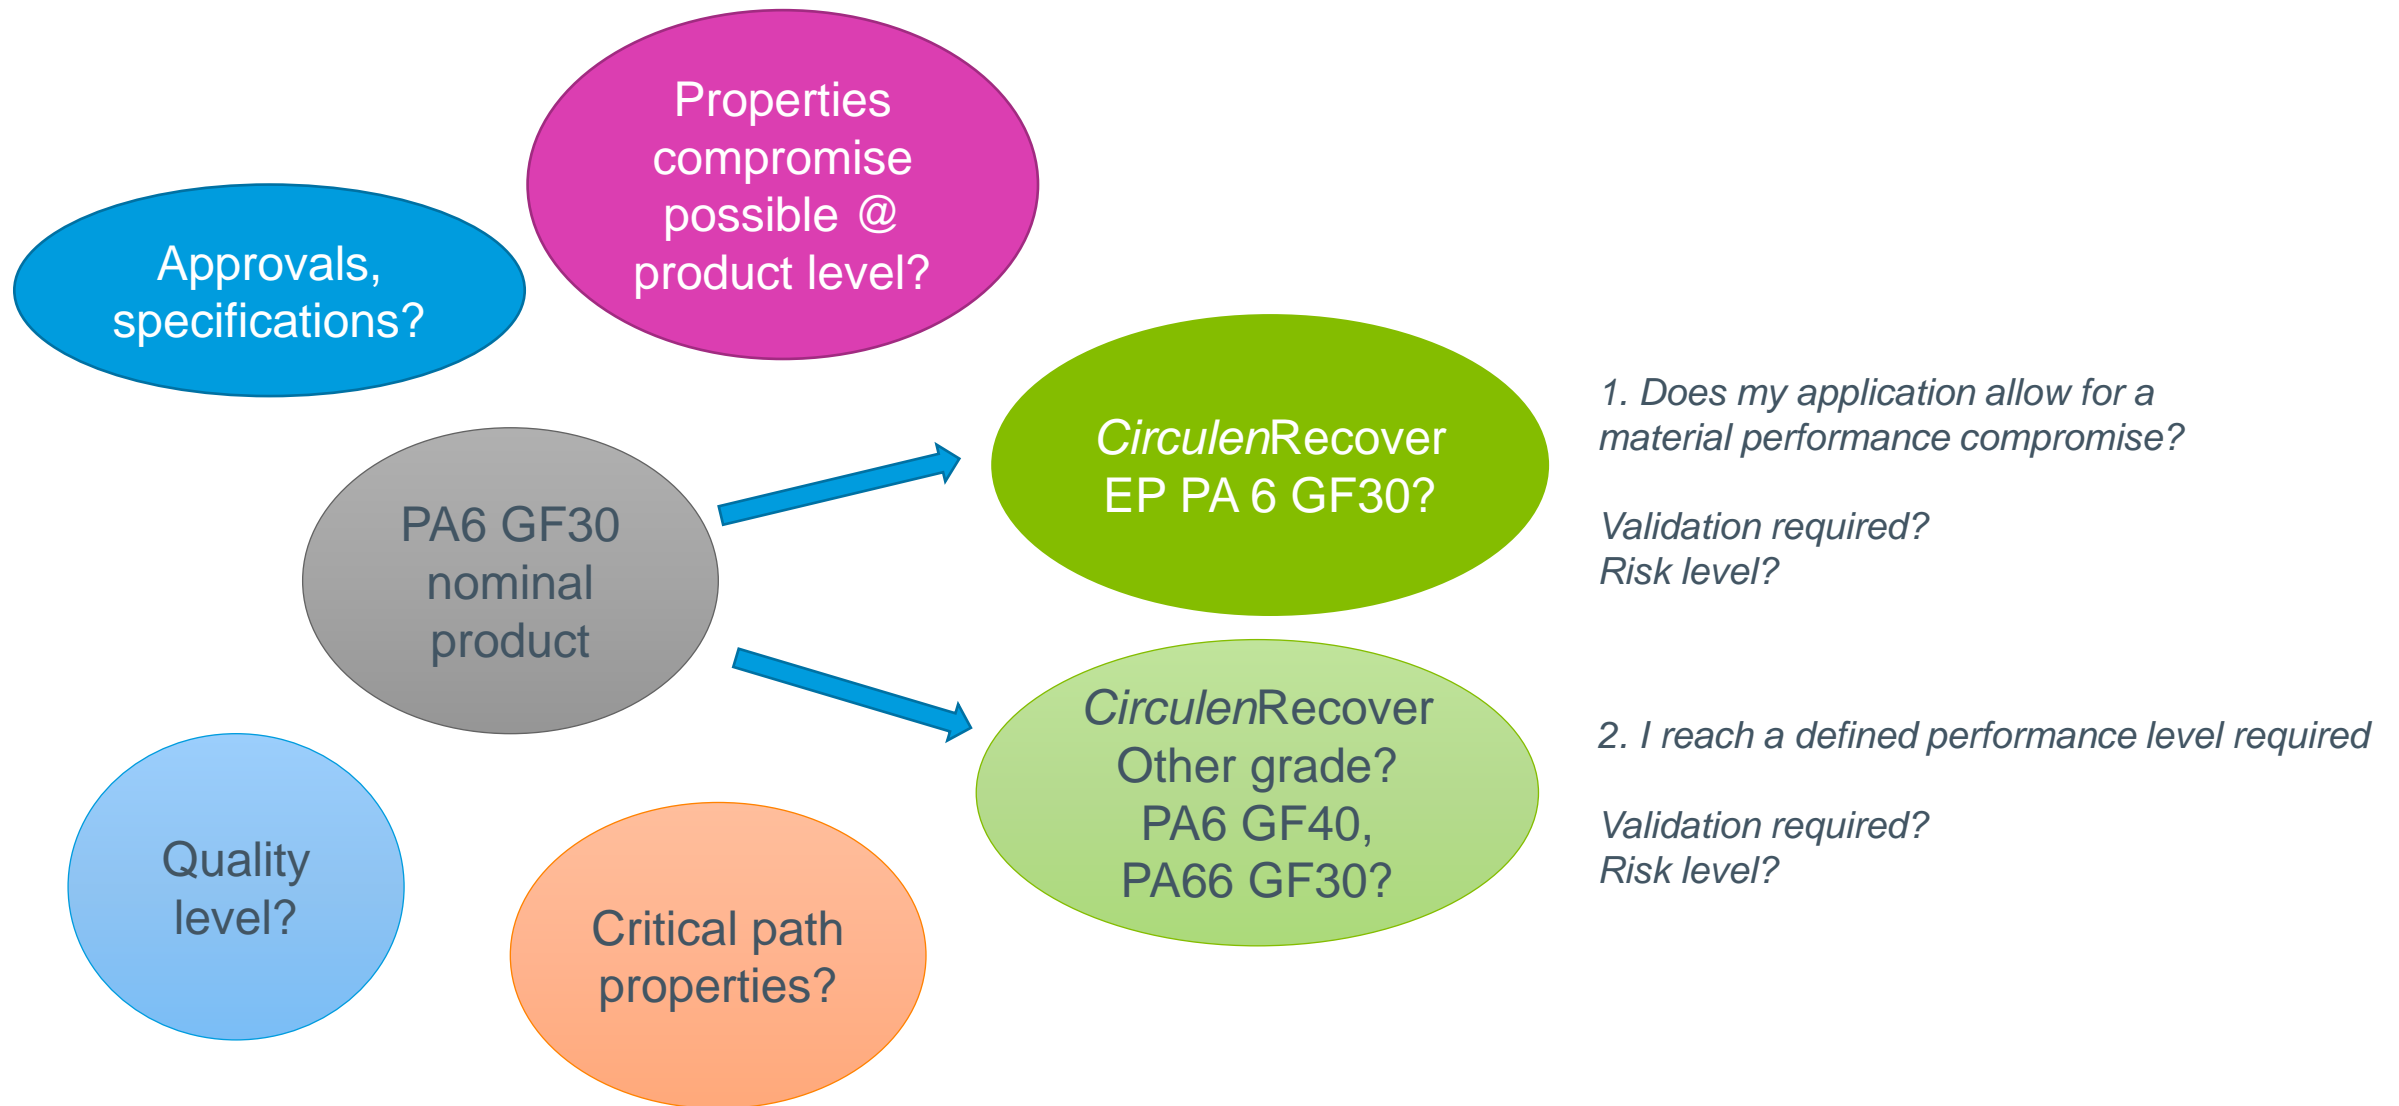 Properties
compromise
possible @
product level?
Approvals,
specifications?
CirculenRecover
EP PA 6 GF30?
1. Does my application allow for a
material performance compromise?
Validation required?
Risk level?
PA6 GF30
nominal
product
CirculenRecover
Other grade?
PA6 GF40,
PA66 GF30?
2. I reach a defined performance level required
Validation required?
Risk level?
Quality
level?
Critical path
properties?